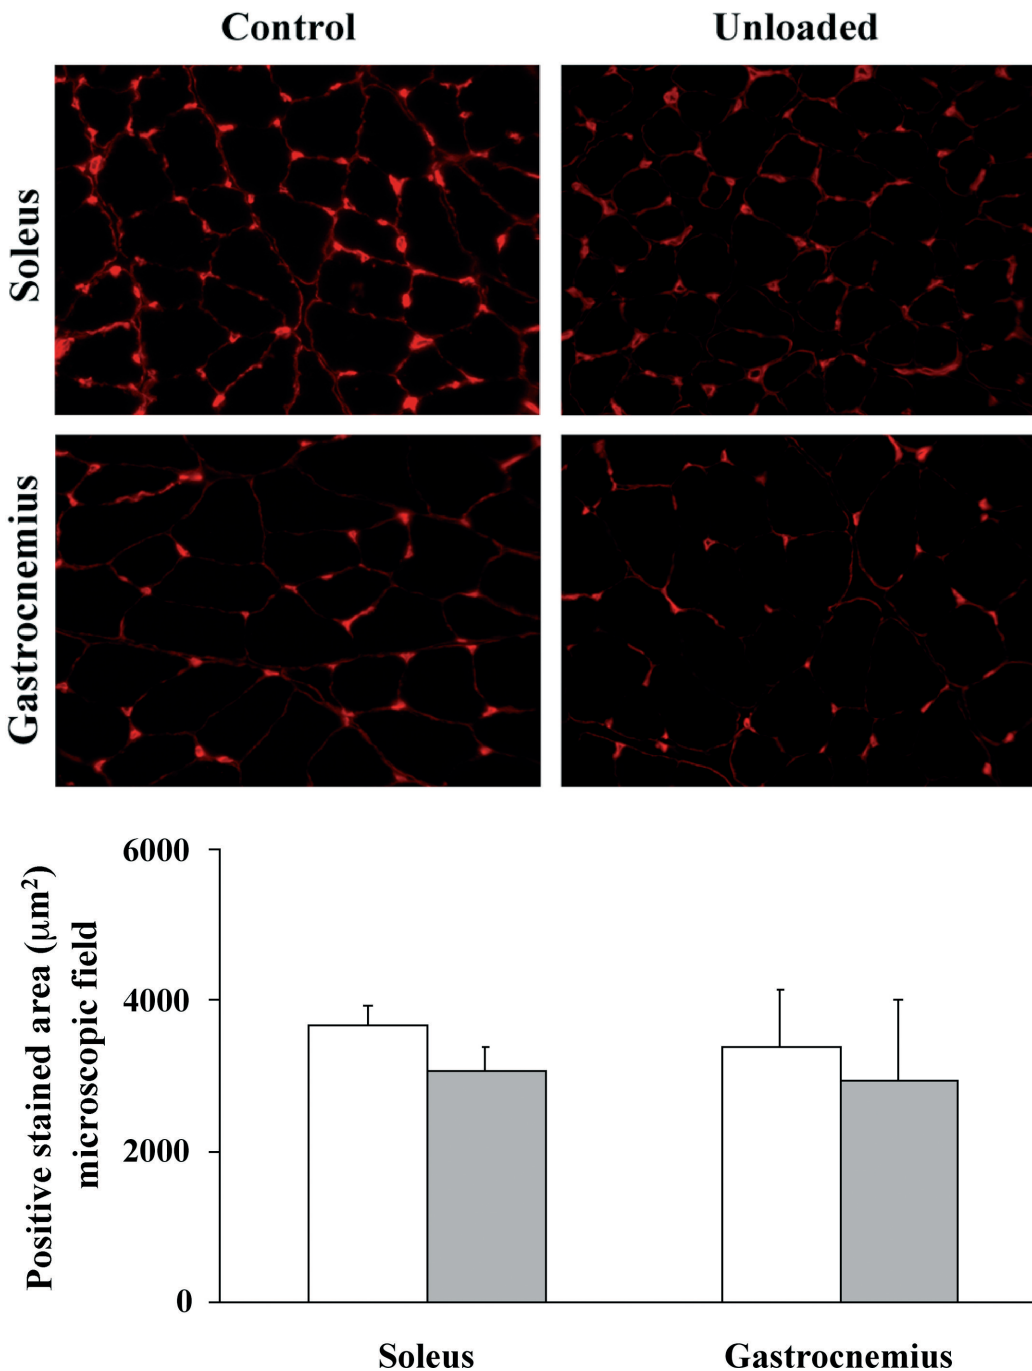 Control
Unloaded
Soleus
Gastrocnemius
Positive stained area (μm²)
microscopic field
6000
4000
2000
0
Soleus
Gastrocnemius